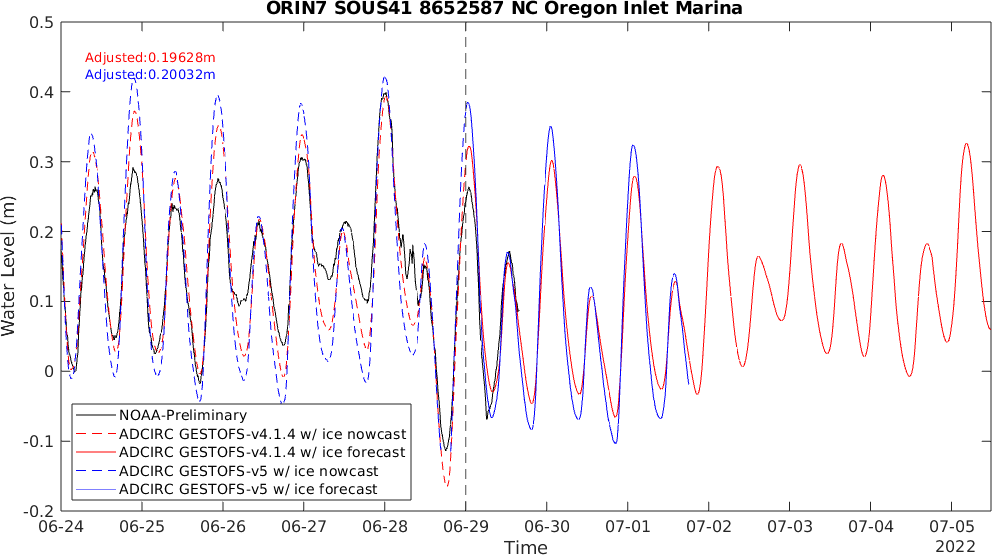 ORIN7 SOUS41 8652587 NC Oregon Inlet Marina
Adjusted:0.19628m
Adjusted:0.20032m
0.5
0.4
0.3
0.2
0.1
0
-0.1
-0.2
Water Level (m)
NOAA-Preliminary
ADCIRC GESTOFS-v4.1.4 w/ ice nowcast
ADCIRC GESTOFS-v4.1.4 w/ ice forecast
ADCIRC GESTOFS-v5 w/ ice nowcast
ADCIRC GESTOFS-v5 w/ ice forecast
06-24 06-25 06-26 06-27 06-28 06-29 06-30 07-01 07-02 07-03 07-04 07-05
Time
2022